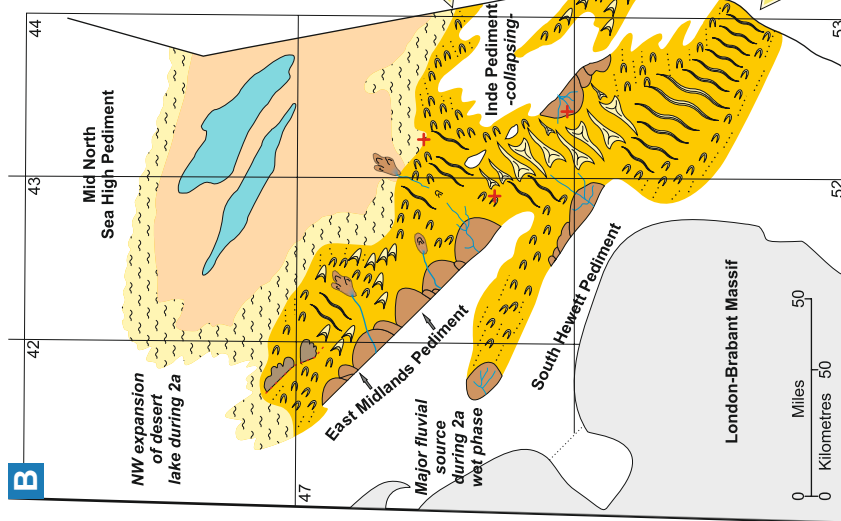 B
44
43
42
47
53
52
Mid North
Sea High Pediment
Inde Pediment
-collapsing-
NW expansion
of desert
lake during 2a
East Midlands Pediment
Major fluvial
source
during 2a
wet phase
South Hewett Pediment
London-Brabant Massif
0 Miles 50
0 Kilometres 50